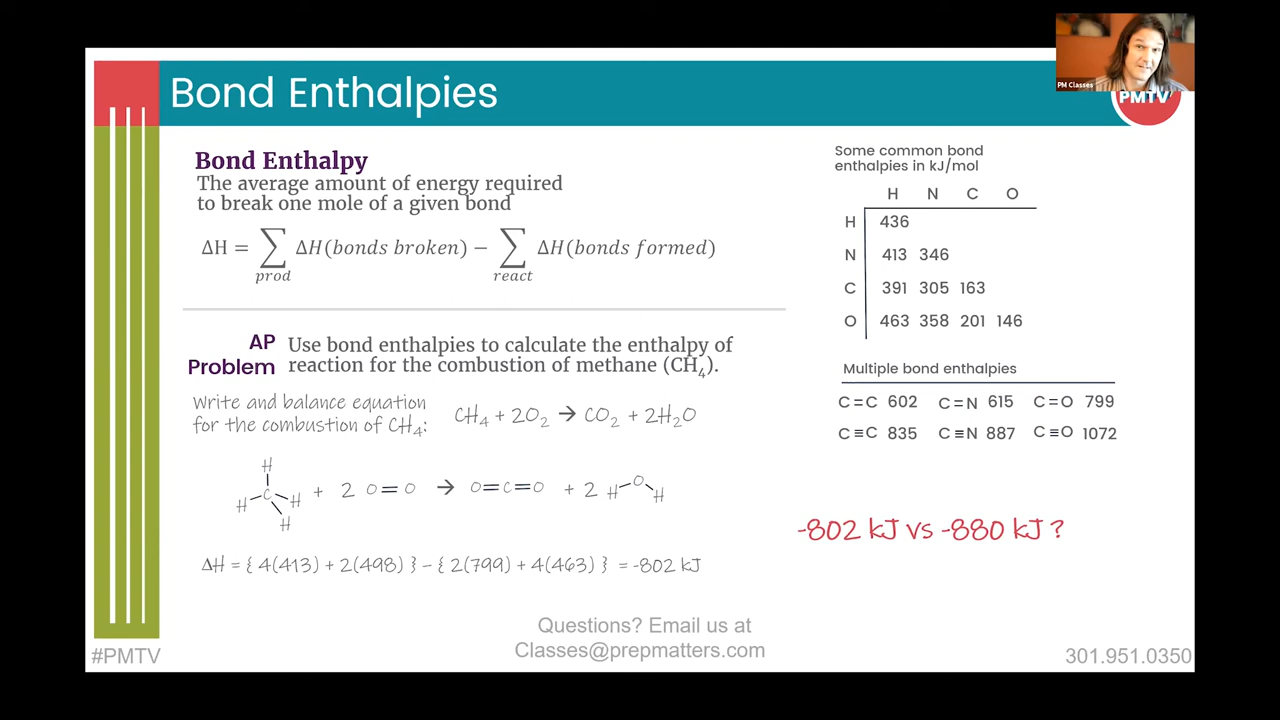 PM Classes
PMTV
Bond Enthalpies
Bond Enthalpy
The average amount of energy required
to break one mole of a given bond
ΔH = ∑ ΔH(bonds broken) − ∑ ΔH(bonds formed)
prod react
AP
Problem
Use bond enthalpies to calculate the enthalpy of
reaction for the combustion of methane (CH₄).
Write and balance equation
for the combustion of CH₄:
CH₄ + 2O₂ → CO₂ + 2H₂O
H
H C H + 2 O=O → O=C=O + 2 H O H
H
ΔH = { 4(413) + 2(498) } − { 2(799) + 4(463) } = -802 kJ
Some common bond
enthalpies in kJ/mol
H N C O
H 436
N 413 346
C 391 305 163
O 463 358 201 146
Multiple bond enthalpies
C=C 602 C=N 615 C=O 799
C≡C 835 C≡N 887 C≡O 1072
-802 kJ vs -880 kJ ?
Questions? Email us at
Classes@prepmatters.com
#PMTV
301.951.0350